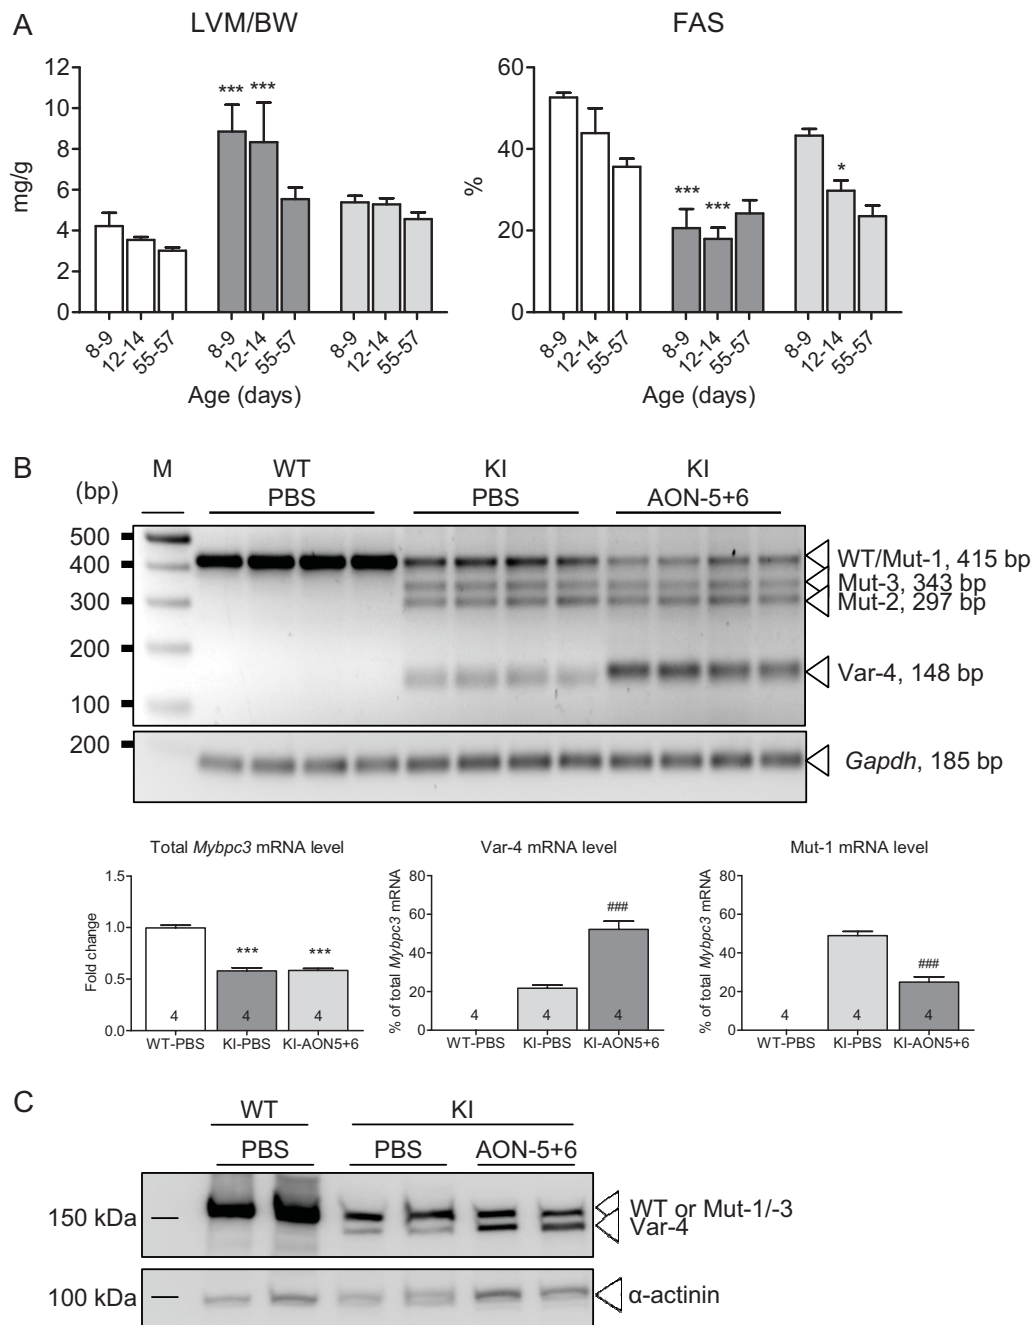 A
LVM/BW
FAS
12
10
8
6
4
2
0
mg/g
*** ***
8-9 12-14 55-57 8-9 12-14 55-57 8-9 12-14 55-57
Age (days)
60
40
20
0
%
*** *** *
8-9 12-14 55-57 8-9 12-14 55-57 8-9 12-14 55-57
Age (days)
B
M WT KI KI
(bp) PBS PBS AON-5+6
500
400
300
200
100
WT/Mut-1, 415 bp
Mut-3, 343 bp
Mut-2, 297 bp
Var-4, 148 bp
200
Gapdh, 185 bp
Total Mybpc3 mRNA level
Fold change
1.5
1.0
0.5
0.0
*** ***
4 4 4
WT-PBS KI-PBS KI-AON5+6
Var-4 mRNA level
% of total Mybpc3 mRNA
80
60
40
20
0
###
4 4 4
WT-PBS KI-PBS KI-AON5+6
Mut-1 mRNA level
% of total Mybpc3 mRNA
80
60
40
20
0
###
4 4 4
WT-PBS KI-PBS KI-AON5+6
C
WT KI
PBS PBS AON-5+6
150 kDa
WT or Mut-1/-3
Var-4
100 kDa
α-actinin